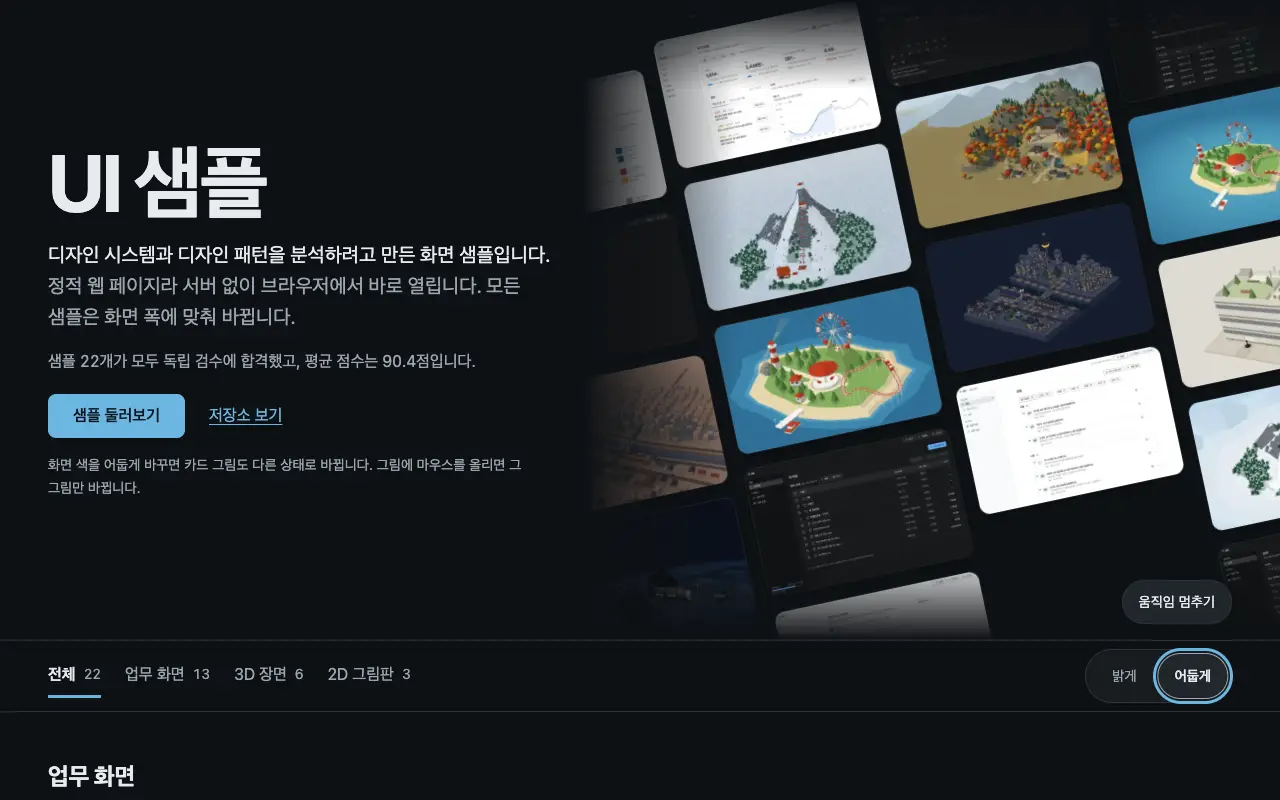 UI 샘플
디자인 시스템과 디자인 패턴을 분석하려고 만든 화면 샘플입니다.
정적 웹 페이지라 서버 없이 브라우저에서 바로 열립니다. 모든
샘플은 화면 폭에 맞춰 바뀝니다.
샘플 22개가 모두 독립 검수에 합격했고, 평균 점수는 90.4점입니다.
샘플 둘러보기
저장소 보기
화면 색을 어둡게 바꾸면 카드 그림도 다른 상태로 바뀝니다. 그림에 마우스를 올리면 그
그림만 바뀝니다.
움직임 멈추기
전체 22
업무 화면 13
3D 장면 6
2D 그림판 3
밝게
어둡게
업무 화면